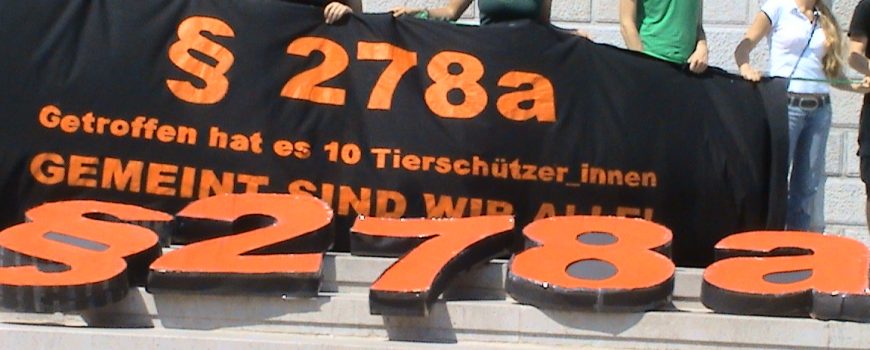 § 278a
Getroffen hat es 10 Tierschützer_innen
GEMEINT SIND WIR ALLE!
§278a